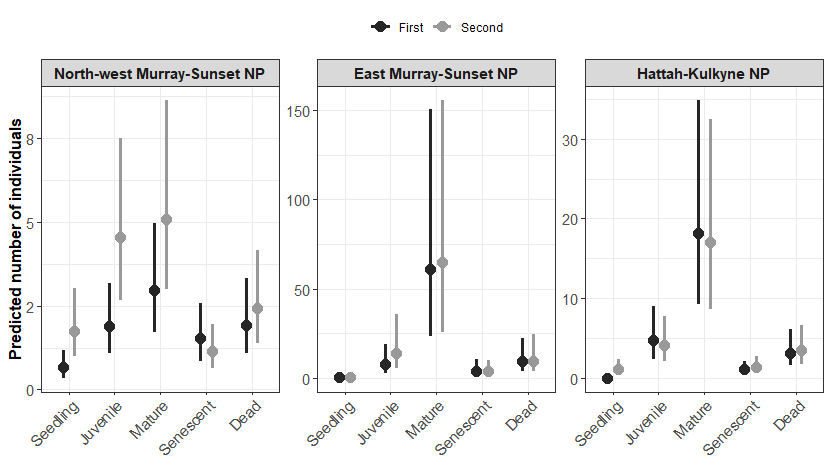 First Second
North-west Murray-Sunset NP East Murray-Sunset NP Hattah-Kulkyne NP
Predicted number of individuals
8
5
2
0
Seedling Juvenile Mature Senescent Dead
150
100
50
0
Seedling Juvenile Mature Senescent Dead
30
20
10
0
Seedling Juvenile Mature Senescent Dead